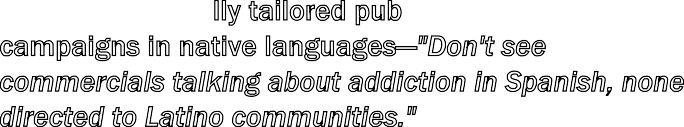 lly tailored pub
campaigns in native languages—"Don't see
commercials talking about addiction in Spanish, none
directed to Latino communities."